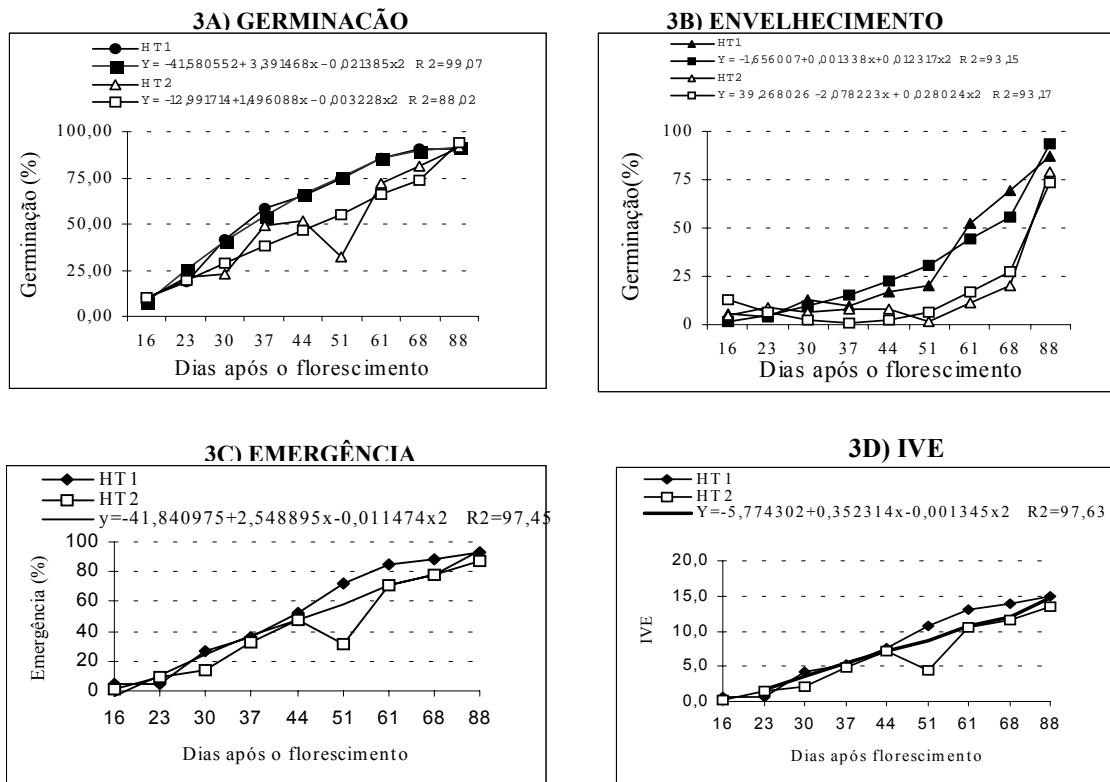 3A) GERMINAÇÃO
HT1
Y= -41,580552+3,391468x-0,021385x2 R2=99,07
HT2
Y= -12,991714+1,496088x-0,003228x2 R2=88,02
100,00
75,00
50,00
25,00
0,00
Germinação (%)
16 23 30 37 44 51 61 68 88
Dias após o florescimento
3B) ENVELHECIMENTO
HT1
Y= -1,656007+0,001338x+0,012317x2 R2=93,15
HT2
Y= 39,268026 -2,078223x+0,028024x2 R2=93,17
100
75
50
25
0
Germinação(%)
16 23 30 37 44 51 61 68 88
Dias após o florescimento
3C) EMERGÊNCIA
HT1
HT2
y=-41,840975+2,548895x-0,011474x2 R2=97,45
100
80
60
40
20
0
Emergência (%)
16 23 30 37 44 51 61 68 88
Dias após o florescimento
3D) IVE
HT1
HT2
Y=-5,774302+0,352314x-0,001345x2 R2=97,63
20,0
15,0
10,0
5,0
0,0
IVE
16 23 30 37 44 51 61 68 88
Dias após florescimento